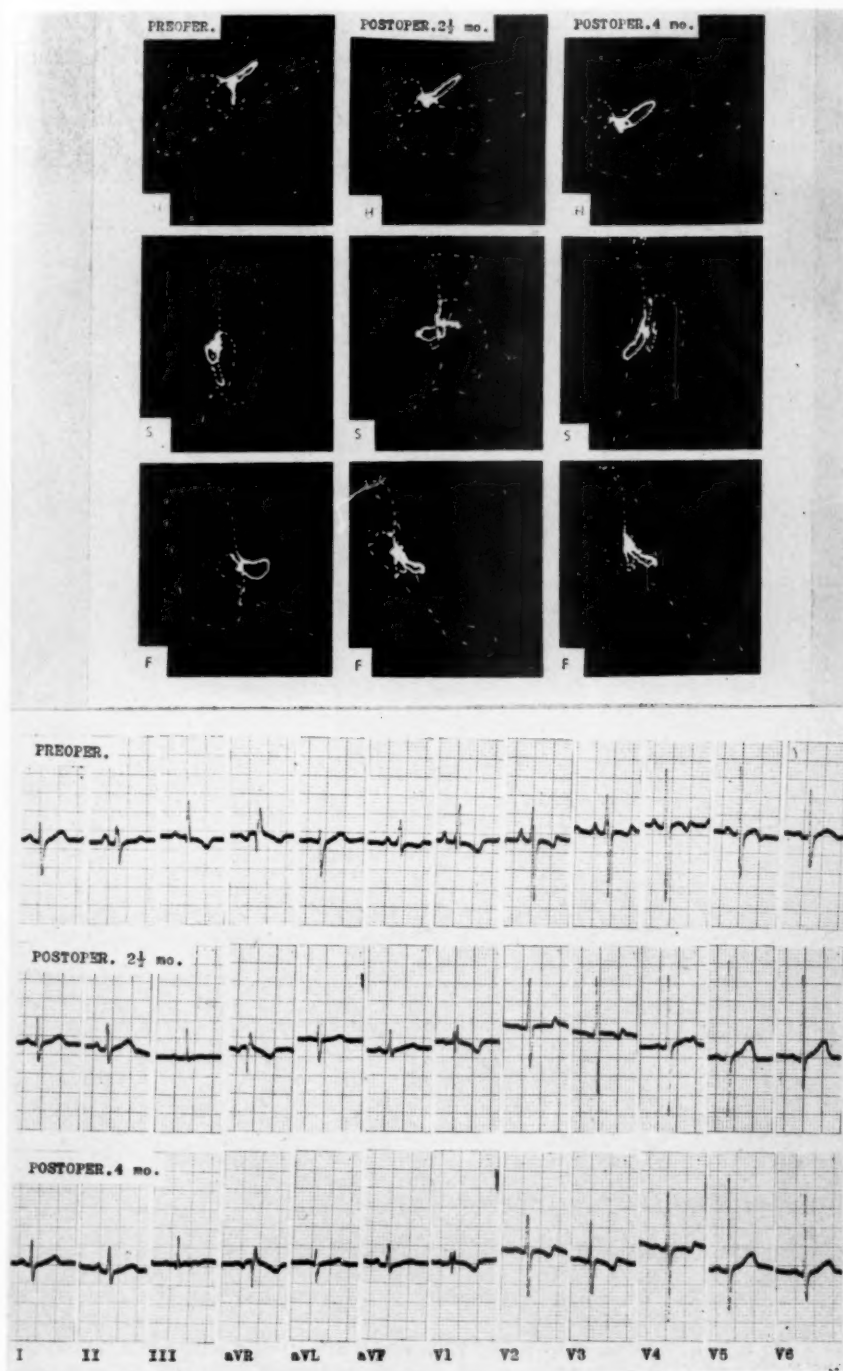 PREOPER. POSTOPER. 2½ mo. POSTOPER. 4 mo.
H H H
S S S
F F F
PREOPER.
POSTOPER. 2½ mo.
POSTOPER. 4 mo.
I II III aVR aVL aVF V1 V2 V3 V4 V5 V6